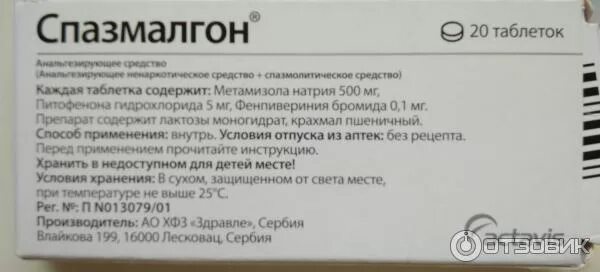 Спазмалгон®
20 таблеток
Анальгезирующее средство
(Анальгезирующее ненаркотическое средство + спазмолитическое средство)
Каждая таблетка содержит: Метамизола натрия 500 мг,
Питофенона гидрохлорида 5 мг, Фенпивериния бромида 0,1 мг.
Препарат содержит лактозы моногидрат, крахмал пшеничный.
Способ применения: внутрь. Условия отпуска из аптек: без рецепта.
Перед применением прочитайте инструкцию.
Хранить в недоступном для детей месте!
Условия хранения: В сухом, защищенном от света месте,
при температуре не выше 25°С.
Рег. №: П N013079/01
Производитель: АО ХФЗ «Здравле», Сербия
Влайкова 199, 16000 Лесковац, Сербия
actavis
ОТЗОВИК